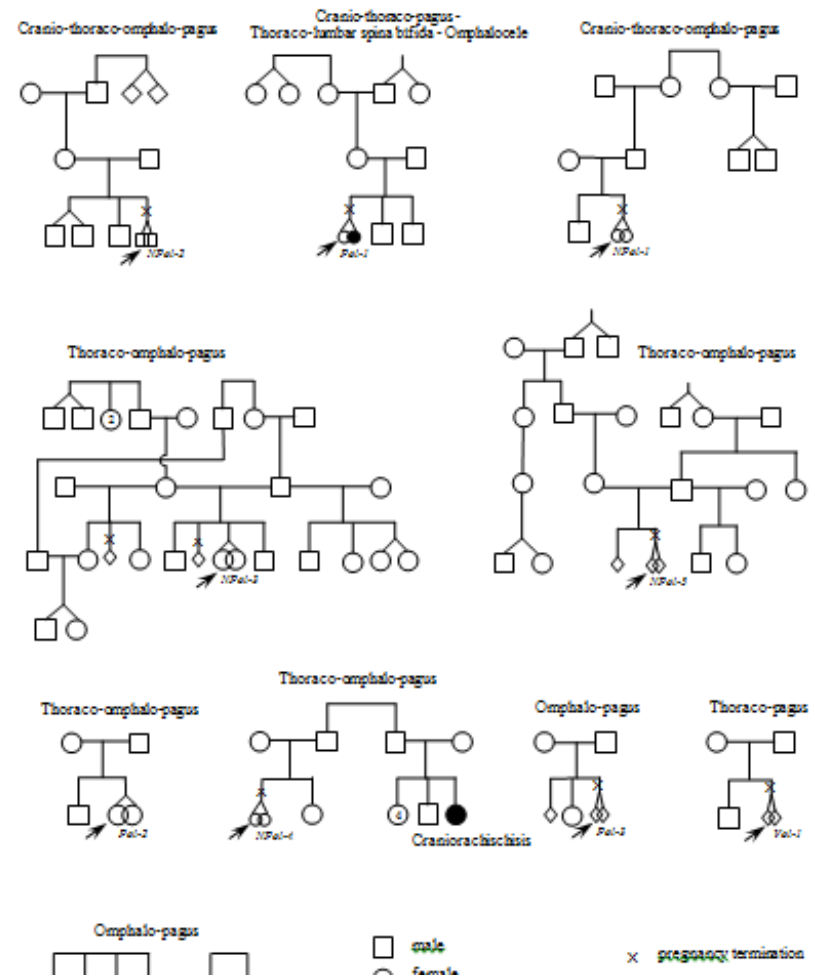 Cranio-thoraco-omphalo-pagus
Cranio-thoraco-pagus -
Thoraco-lumbar spina bifida - Omphalocele
Cranio-thoraco-omphalo-pagus
NPal-2
Pal-1
NPal-1
Thoraco-omphalo-pagus
Thoraco-omphalo-pagus
2
NPal-3
NPal-5
Thoraco-omphalo-pagus
Thoraco-omphalo-pagus
Omphalo-pagus
Thoraco-pagus
4
Pal-2
NPal-4
Pal-3
Val-1
Craniorachischisis
Omphalo-pagus
male
female
x pregnancy termination